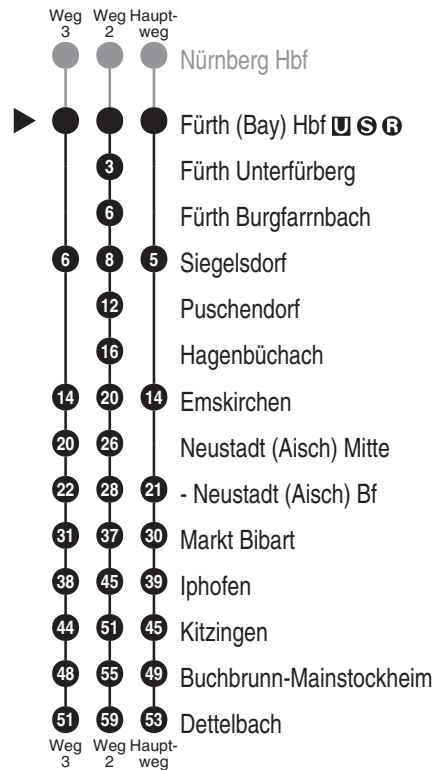 Weg Weg Haupt-
3 2 weg
Nürnberg Hbf
Fürth (Bay) Hbf U S R
3 Fürth Unterfürberg
6 Fürth Burgfarrnbach
6 8 5 Siegelsdorf
12 Puschendorf
16 Hagenbüchach
14 20 14 Emskirchen
20 26 Neustadt (Aisch) Mitte
22 28 21 - Neustadt (Aisch) Bf
31 37 30 Markt Bibart
38 45 39 Iphofen
44 51 45 Kitzingen
48 55 49 Buchbrunn-Mainstockheim
51 59 53 Dettelbach
Weg Weg Haupt-
3 2 weg